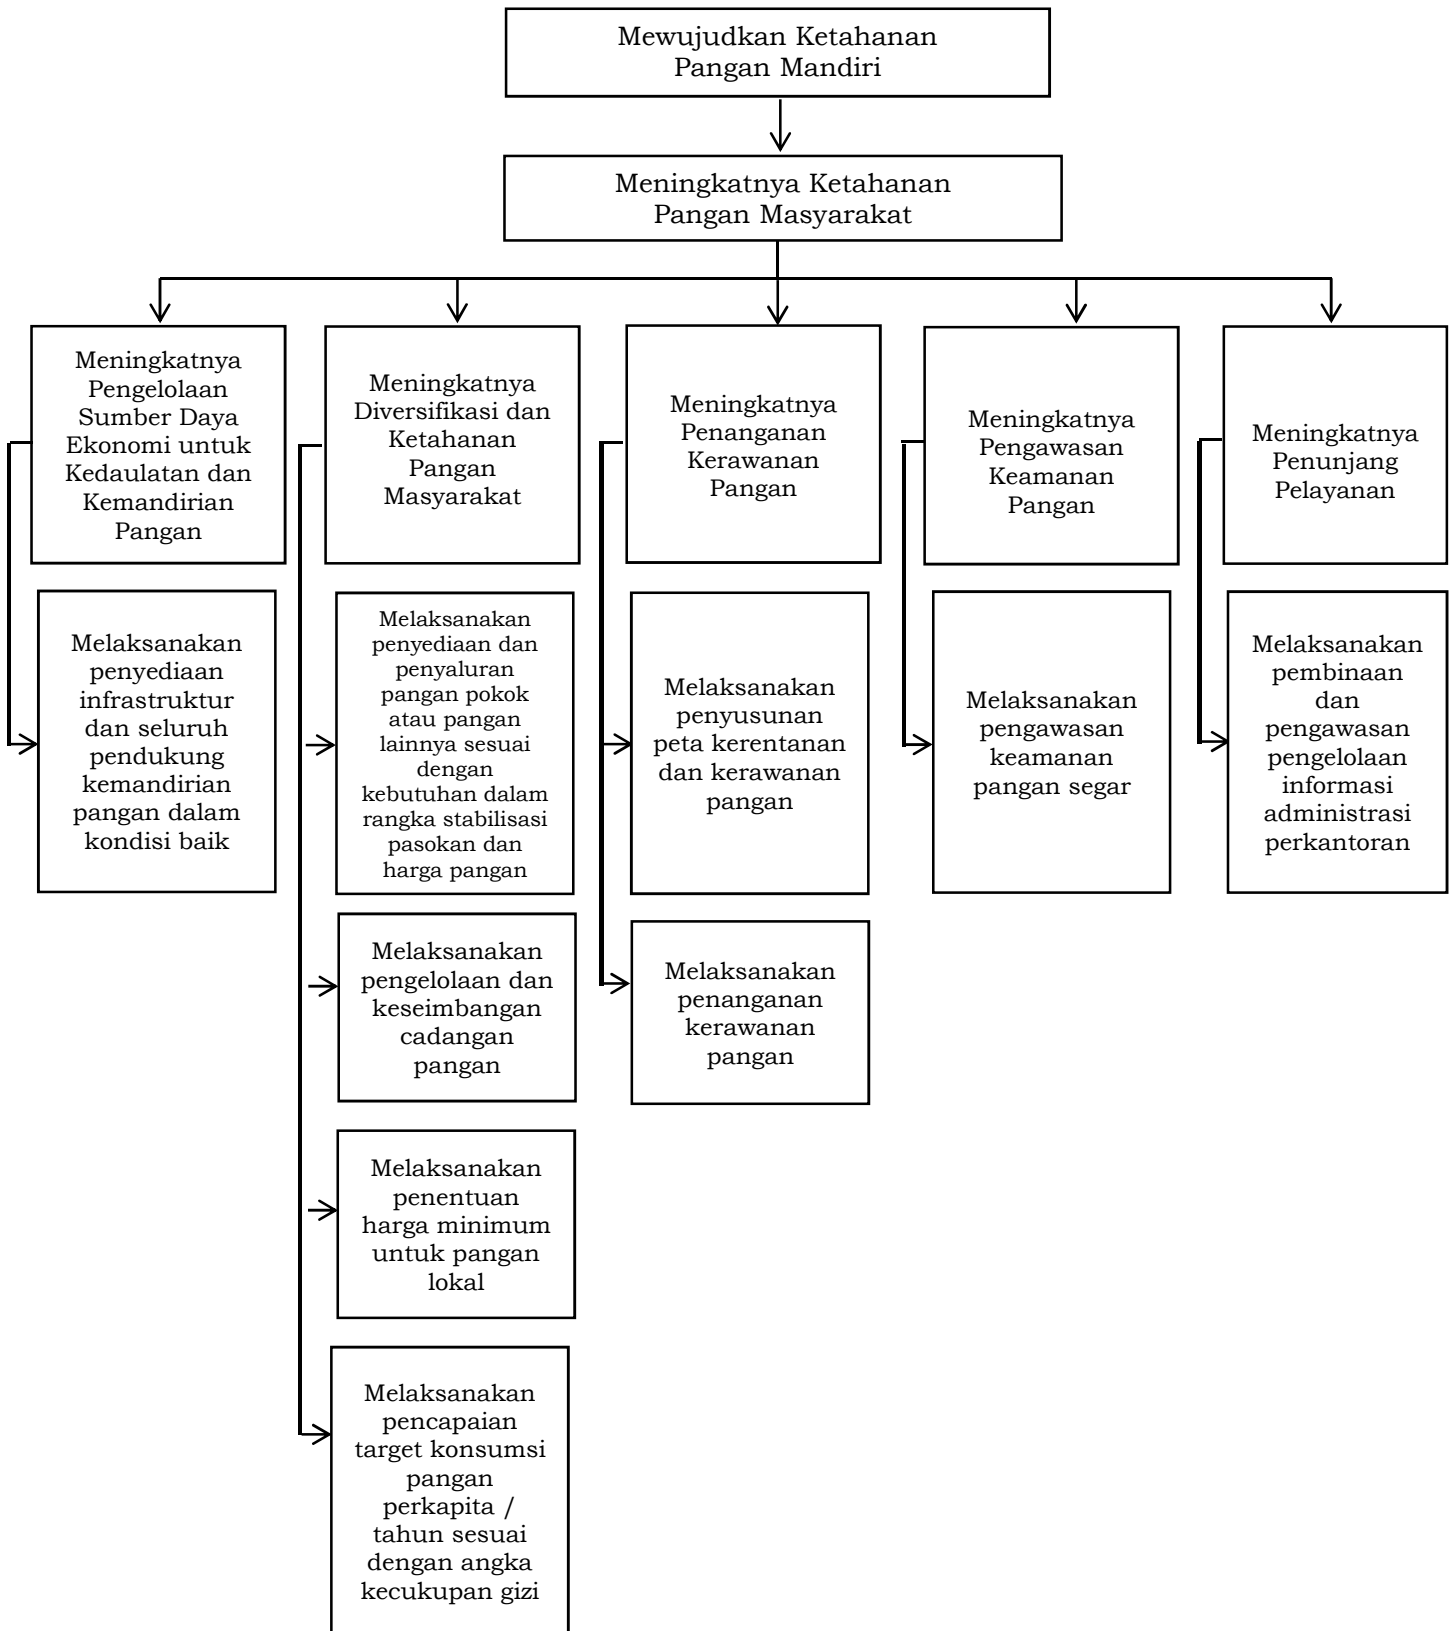 Mewujudkan Ketahanan
Pangan Mandiri
Meningkatnya Ketahanan
Pangan Masyarakat
Meningkatnya
Pengelolaan
Sumber Daya
Ekonomi untuk
Kedaulatan dan
Kemandirian
Pangan
Meningkatnya
Diversifikasi dan
Ketahanan
Pangan
Masyarakat
Meningkatnya
Penanganan
Kerawanan
Pangan
Meningkatnya
Pengawasan
Keamanan
Pangan
Meningkatnya
Penunjang
Pelayanan
Melaksanakan
penyediaan
infrastruktur
dan seluruh
pendukung
kemandirian
pangan dalam
kondisi baik
Melaksanakan
penyediaan dan
penyaluran
pangan pokok
atau pangan
lainnya sesuai
dengan
kebutuhan dalam
rangka stabilisasi
pasokan dan
harga pangan
Melaksanakan
penyusunan
peta kerentanan
dan kerawanan
pangan
Melaksanakan
pengawasan
keamanan
pangan segar
Melaksanakan
pembinaan
dan
pengawasan
pengelolaan
informasi
administrasi
perkantoran
Melaksanakan
pengelolaan dan
keseimbangan
cadangan
pangan
Melaksanakan
penanganan
kerawanan
pangan
Melaksanakan
penentuan
harga minimum
untuk pangan
lokal
Melaksanakan
pencapaian
target konsumsi
pangan
perkapita /
tahun sesuai
dengan angka
kecukupan gizi